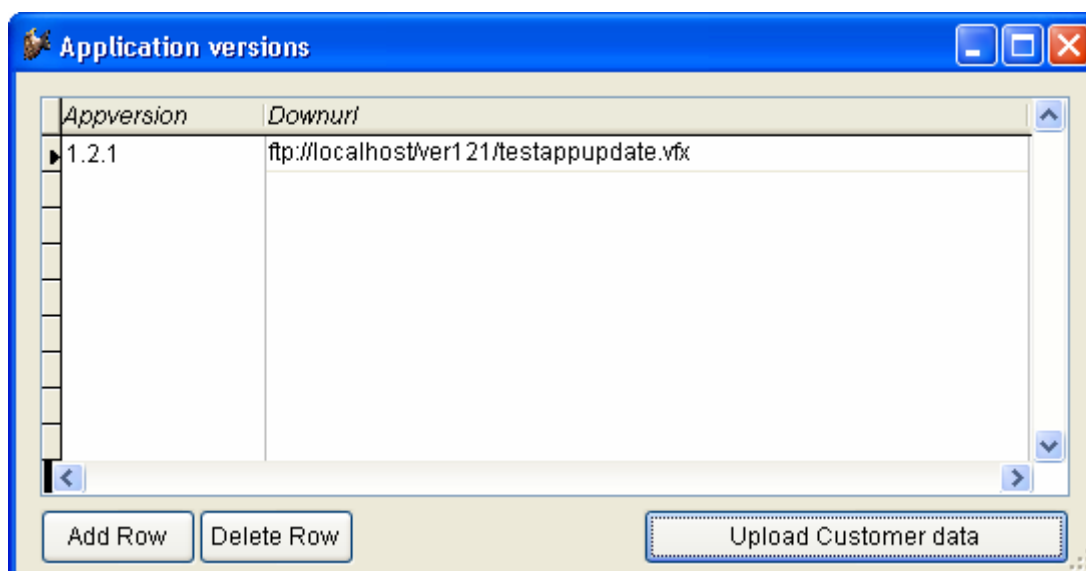 Application versions
Appversion Downurl
1.2.1 ftp://localhost/ver121/testappupdate.vfx
Add Row Delete Row Upload Customer data